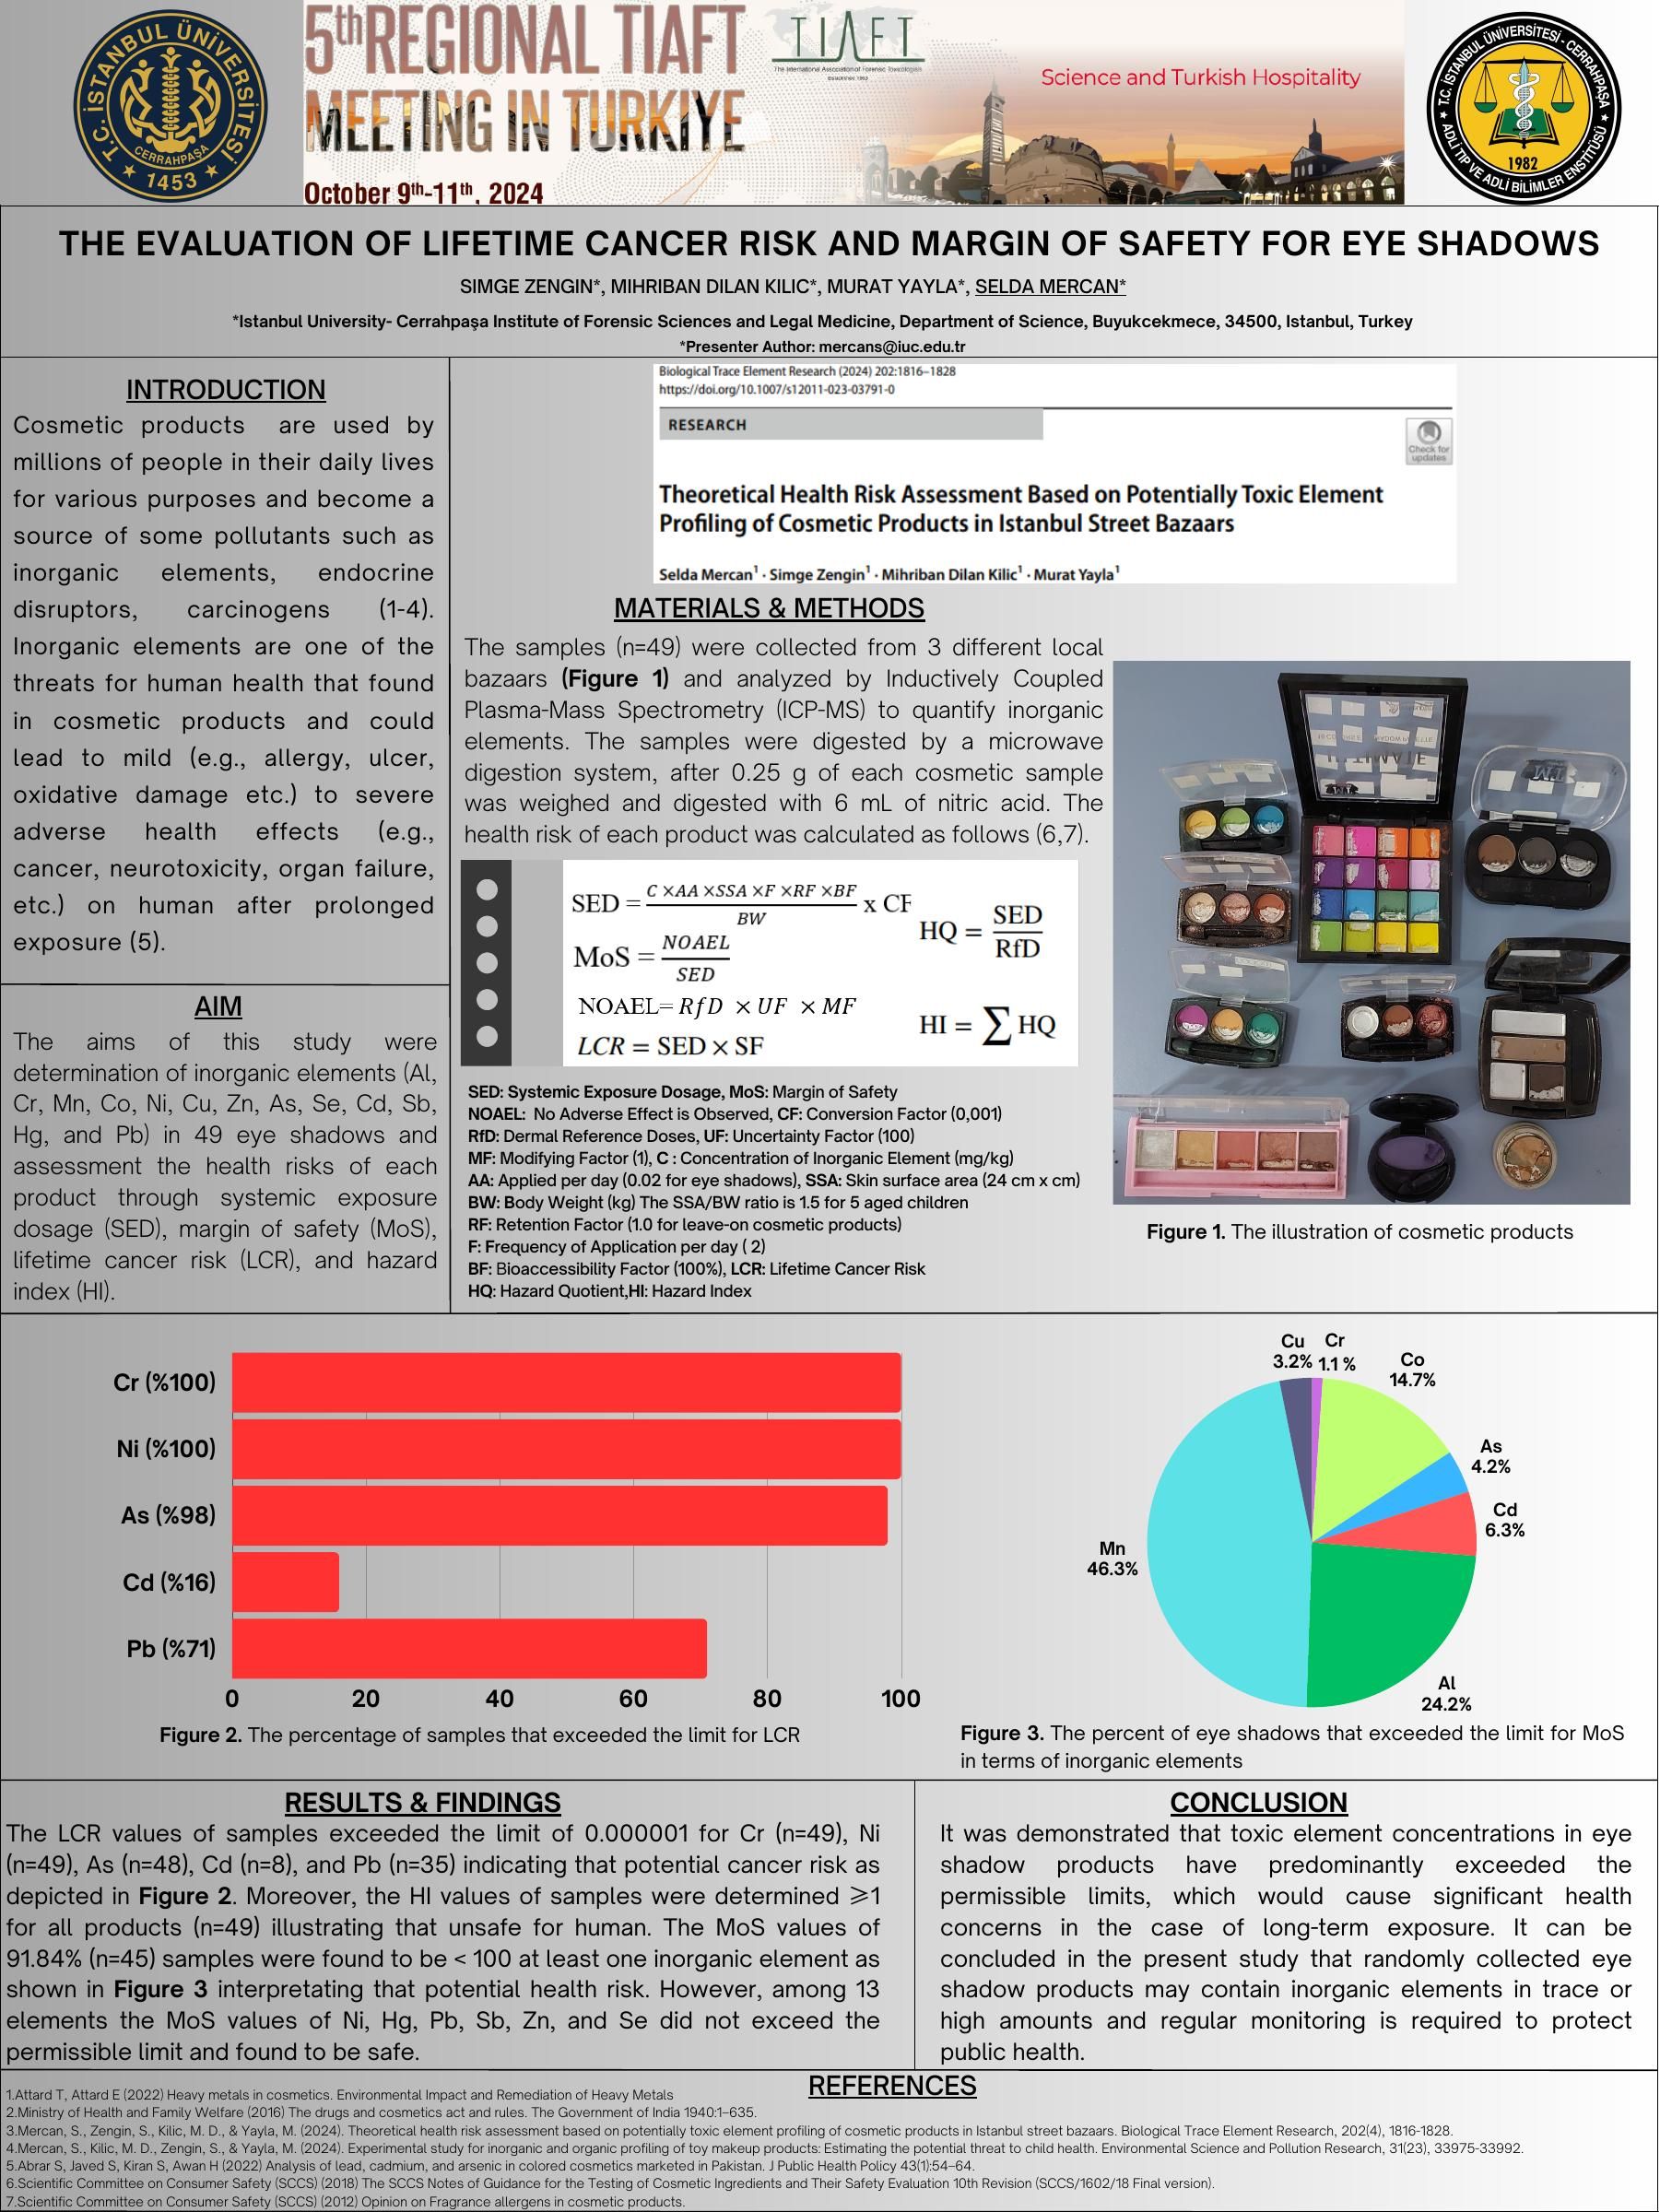 T.C. İSTANBUL ÜNİVERSİTESİ
CERRAHPAŞA
★ 1453 ★
5thREGIONAL TIAFT
MEETING IN TURKIYE
October 9th-11th, 2024
TIAFT
The International Association of Forensic Toxicologists
Science and Turkish Hospitality
T.C. İSTANBUL ÜNİVERSİTESİ - CERRAHPAŞA
ADLİ TIP VE ADLİ BİLİMLER ENSTİTÜSÜ
1982
THE EVALUATION OF LIFETIME CANCER RISK AND MARGIN OF SAFETY FOR EYE SHADOWS
SIMGE ZENGIN*, MIHRIBAN DILAN KILIC*, MURAT YAYLA*, SELDA MERCAN*
*Istanbul University- Cerrahpaşa Institute of Forensic Sciences and Legal Medicine, Department of Science, Buyukcekmece, 34500, Istanbul, Turkey
*Presenter Author: mercans@iuc.edu.tr
INTRODUCTION
Cosmetic products are used by
millions of people in their daily lives
for various purposes and become a
source of some pollutants such as
inorganic elements, endocrine
disruptors, carcinogens (1-4).
Inorganic elements are one of the
threats for human health that found
in cosmetic products and could
lead to mild (e.g., allergy, ulcer,
oxidative damage etc.) to severe
adverse health effects (e.g.,
cancer, neurotoxicity, organ failure,
etc.) on human after prolonged
exposure (5).
AIM
The aims of this study were
determination of inorganic elements (Al,
Cr, Mn, Co, Ni, Cu, Zn, As, Se, Cd, Sb,
Hg, and Pb) in 49 eye shadows and
assessment the health risks of each
product through systemic exposure
dosage (SED), margin of safety (MoS),
lifetime cancer risk (LCR), and hazard
index (HI).
Biological Trace Element Research (2024) 202:1816–1828
https://doi.org/10.1007/s12011-023-03791-0
RESEARCH
Check for
updates
Theoretical Health Risk Assessment Based on Potentially Toxic Element
Profiling of Cosmetic Products in Istanbul Street Bazaars
Selda Mercan1 · Simge Zengin1 · Mihriban Dilan Kilic1 · Murat Yayla1
MATERIALS & METHODS
The samples (n=49) were collected from 3 different local
bazaars (Figure 1) and analyzed by Inductively Coupled
Plasma-Mass Spectrometry (ICP-MS) to quantify inorganic
elements. The samples were digested by a microwave
digestion system, after 0.25 g of each cosmetic sample
was weighed and digested with 6 mL of nitric acid. The
health risk of each product was calculated as follows (6,7).
SED = C ×AA ×SSA ×F ×RF ×BF / BW x CF
MoS = NOAEL / SED
NOAEL= RfD × UF × MF
LCR = SED × SF
HQ = SED / RfD
HI = ∑ HQ
SED: Systemic Exposure Dosage, MoS: Margin of Safety
NOAEL: No Adverse Effect is Observed, CF: Conversion Factor (0,001)
RfD: Dermal Reference Doses, UF: Uncertainty Factor (100)
MF: Modifying Factor (1), C : Concentration of Inorganic Element (mg/kg)
AA: Applied per day (0.02 for eye shadows), SSA: Skin surface area (24 cm x cm)
BW: Body Weight (kg) The SSA/BW ratio is 1.5 for 5 aged children
RF: Retention Factor (1.0 for leave-on cosmetic products)
F: Frequency of Application per day ( 2)
BF: Bioaccessibility Factor (100%), LCR: Lifetime Cancer Risk
HQ: Hazard Quotient,HI: Hazard Index
Figure 1. The illustration of cosmetic products
Cr (%100)
Ni (%100)
As (%98)
Cd (%16)
Pb (%71)
0 20 40 60 80 100
Figure 2. The percentage of samples that exceeded the limit for LCR
Cu
3.2%
Cr
1.1 %
Co
14.7%
As
4.2%
Cd
6.3%
Mn
46.3%
Al
24.2%
Figure 3. The percent of eye shadows that exceeded the limit for MoS
in terms of inorganic elements
RESULTS & FINDINGS
The LCR values of samples exceeded the limit of 0.000001 for Cr (n=49), Ni
(n=49), As (n=48), Cd (n=8), and Pb (n=35) indicating that potential cancer risk as
depicted in Figure 2. Moreover, the HI values of samples were determined ⩾1
for all products (n=49) illustrating that unsafe for human. The MoS values of
91.84% (n=45) samples were found to be < 100 at least one inorganic element as
shown in Figure 3 interpretating that potential health risk. However, among 13
elements the MoS values of Ni, Hg, Pb, Sb, Zn, and Se did not exceed the
permissible limit and found to be safe.
CONCLUSION
It was demonstrated that toxic element concentrations in eye
shadow products have predominantly exceeded the
permissible limits, which would cause significant health
concerns in the case of long-term exposure. It can be
concluded in the present study that randomly collected eye
shadow products may contain inorganic elements in trace or
high amounts and regular monitoring is required to protect
public health.
REFERENCES
1.Attard T, Attard E (2022) Heavy metals in cosmetics. Environmental Impact and Remediation of Heavy Metals
2.Ministry of Health and Family Welfare (2016) The drugs and cosmetics act and rules. The Government of India 1940:1–635.
3.Mercan, S., Zengin, S., Kilic, M. D., & Yayla, M. (2024). Theoretical health risk assessment based on potentially toxic element profiling of cosmetic products in Istanbul street bazaars. Biological Trace Element Research, 202(4), 1816-1828.
4.Mercan, S., Kilic, M. D., Zengin, S., & Yayla, M. (2024). Experimental study for inorganic and organic profiling of toy makeup products: Estimating the potential threat to child health. Environmental Science and Pollution Research, 31(23), 33975-33992.
5.Abrar S, Javed S, Kiran S, Awan H (2022) Analysis of lead, cadmium, and arsenic in colored cosmetics marketed in Pakistan. J Public Health Policy 43(1):54–64.
6.Scientific Committee on Consumer Safety (SCCS) (2018) The SCCS Notes of Guidance for the Testing of Cosmetic Ingredients and Their Safety Evaluation 10th Revision (SCCS/1602/18 Final version).
7.Scientific Committee on Consumer Safety (SCCS) (2012) Opinion on Fragrance allergens in cosmetic products.